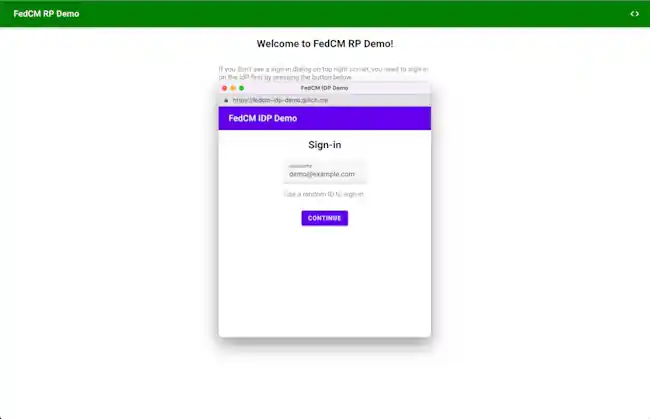 FedCM RP Demo
<>
Welcome to FedCM RP Demo!
If you don't see a sign-in dialog on top right corner, you need to sign-in
on the IdP first by pressing the button below.
FedCM IDP Demo
https://fedcm-idp-demo.glitch.me
FedCM IDP Demo
Sign-in
username
demo@example.com
Use a random ID to sign-in
CONTINUE